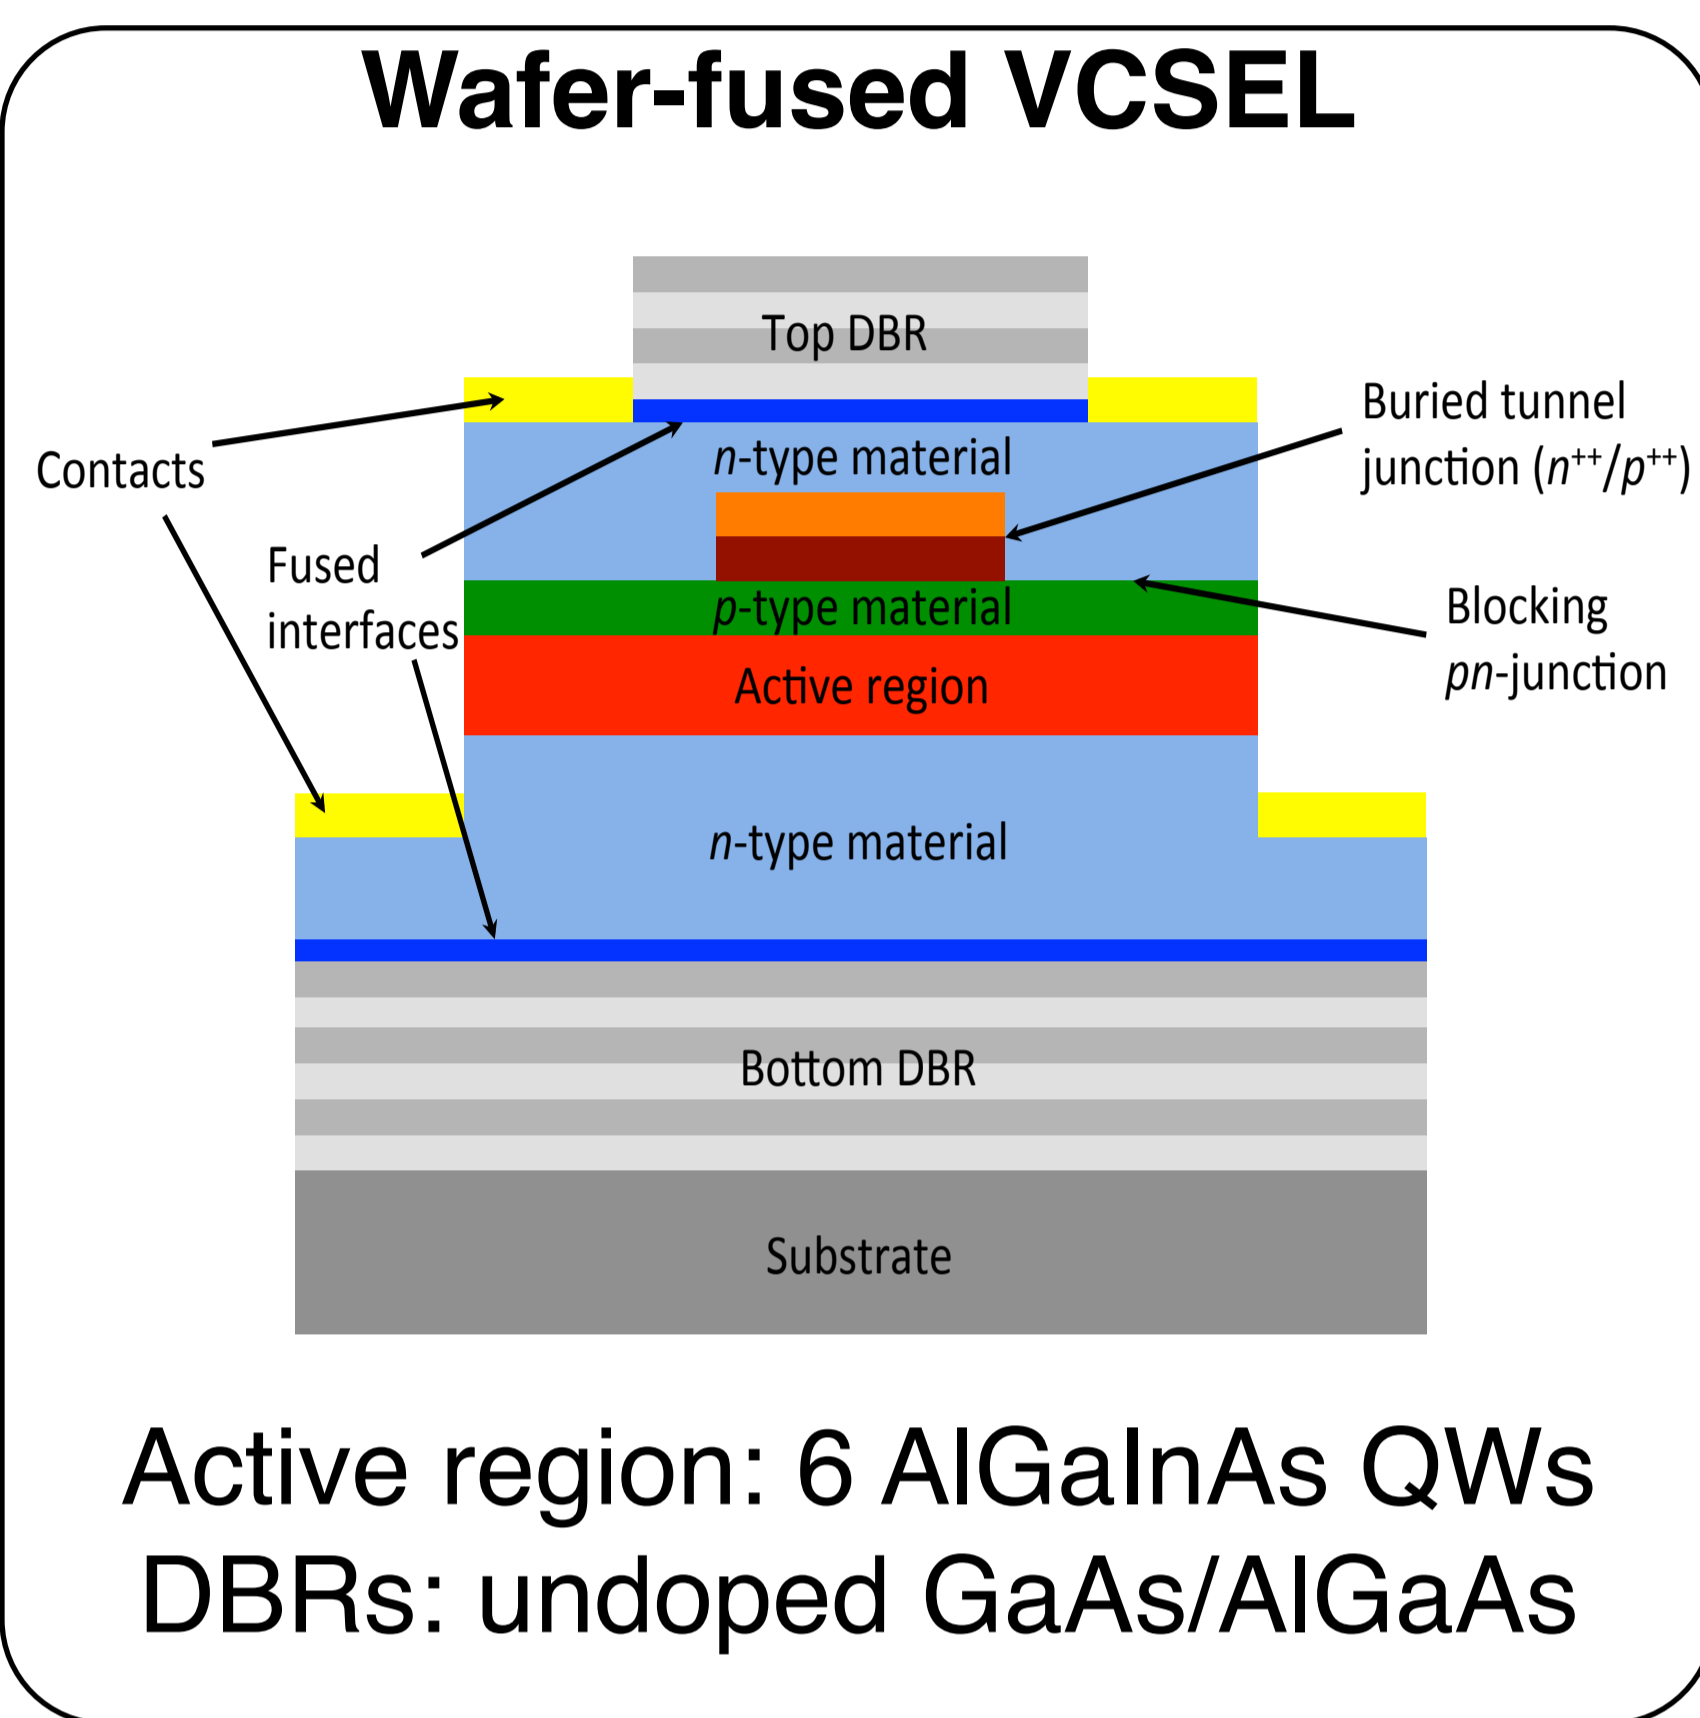 Wafer-fused VCSEL
Top DBR
Contacts
n-type material
Buried tunnel
junction (n⁺⁺/p⁺⁺)
Fused
interfaces
p-type material
Blocking
pn-junction
Active region
n-type material
Bottom DBR
Substrate
Active region: 6 AlGaInAs QWs
DBRs: undoped GaAs/AlGaAs